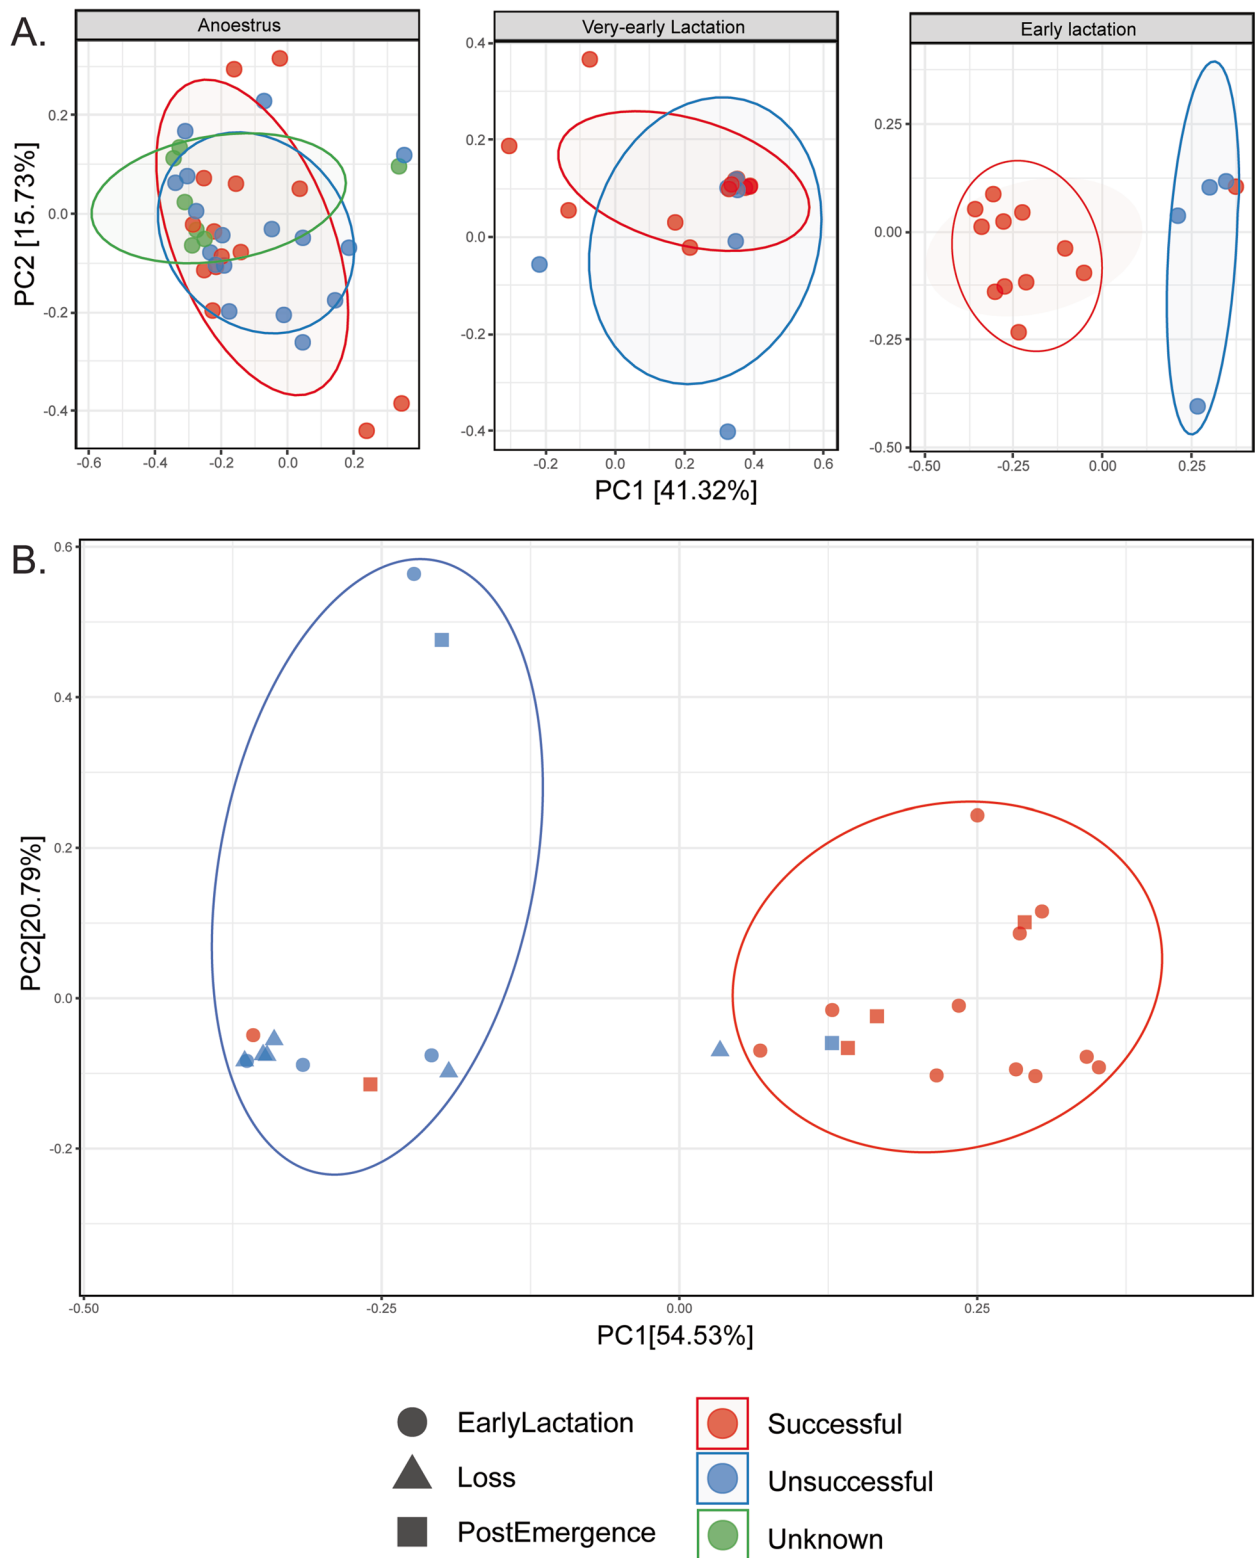 A.
Anoestrus
Very-early Lactation
Early lactation
PC2 [15.73%]
0.2
0.0
-0.2
-0.4
-0.6 -0.4 -0.2 0.0 0.2
0.4
0.2
0.0
-0.2
-0.4
-0.2 0.0 0.2 0.4 0.6
0.25
0.00
-0.25
-0.50
-0.50 -0.25 0.00 0.25
PC1 [41.32%]
B.
PC2[20.79%]
0.6
0.4
0.2
0.0
-0.2
-0.50 -0.25 0.00 0.25
PC1[54.53%]
EarlyLactation
Loss
PostEmergence
Successful
Unsuccessful
Unknown